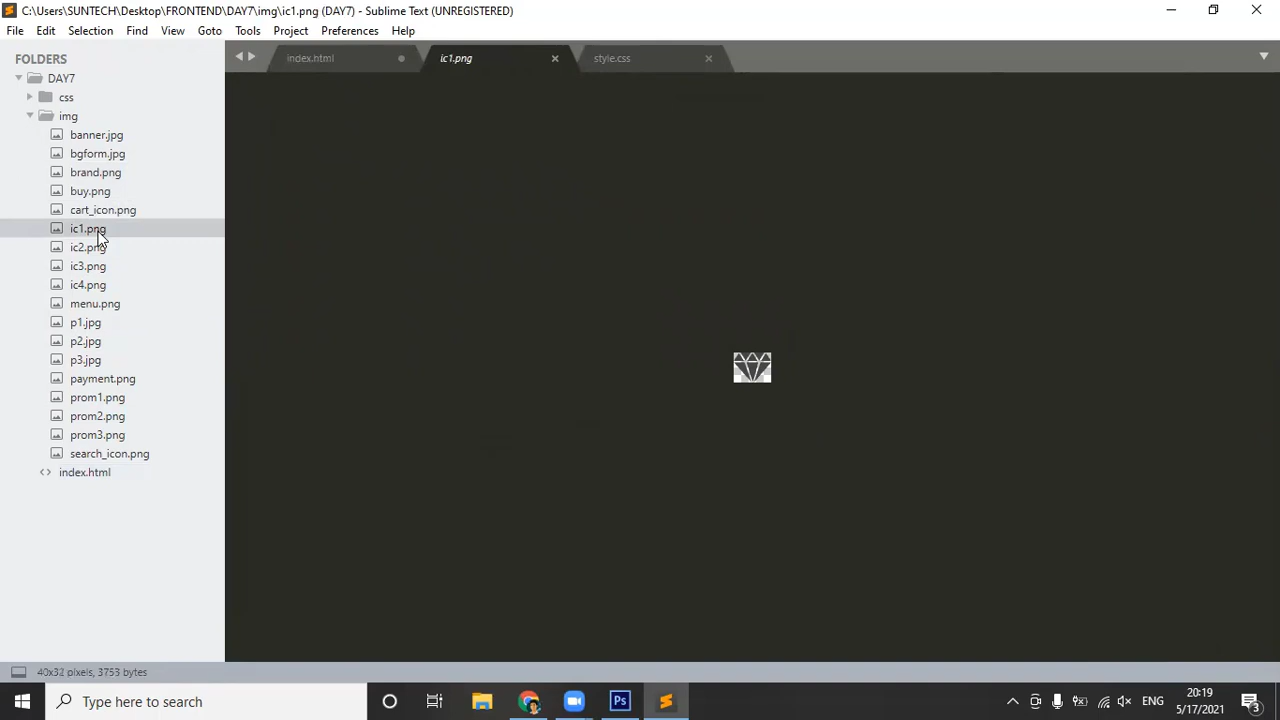 C:\Users\SUNTECH\Desktop\FRONTEND\DAY7\img\ic1.png (DAY7) - Sublime Text (UNREGISTERED)
File Edit Selection Find View Goto Tools Project Preferences Help
FOLDERS
index.html ic1.png style.css
DAY7
css
img
banner.jpg
bgform.jpg
brand.png
buy.png
cart_icon.png
ic1.png
ic2.png
ic3.png
ic4.png
menu.png
p1.jpg
p2.jpg
p3.jpg
payment.png
prom1.png
prom2.png
prom3.png
search_icon.png
index.html
40x32 pixels, 3753 bytes
Type here to search
Ps
ENG
20:19
5/17/2021
3